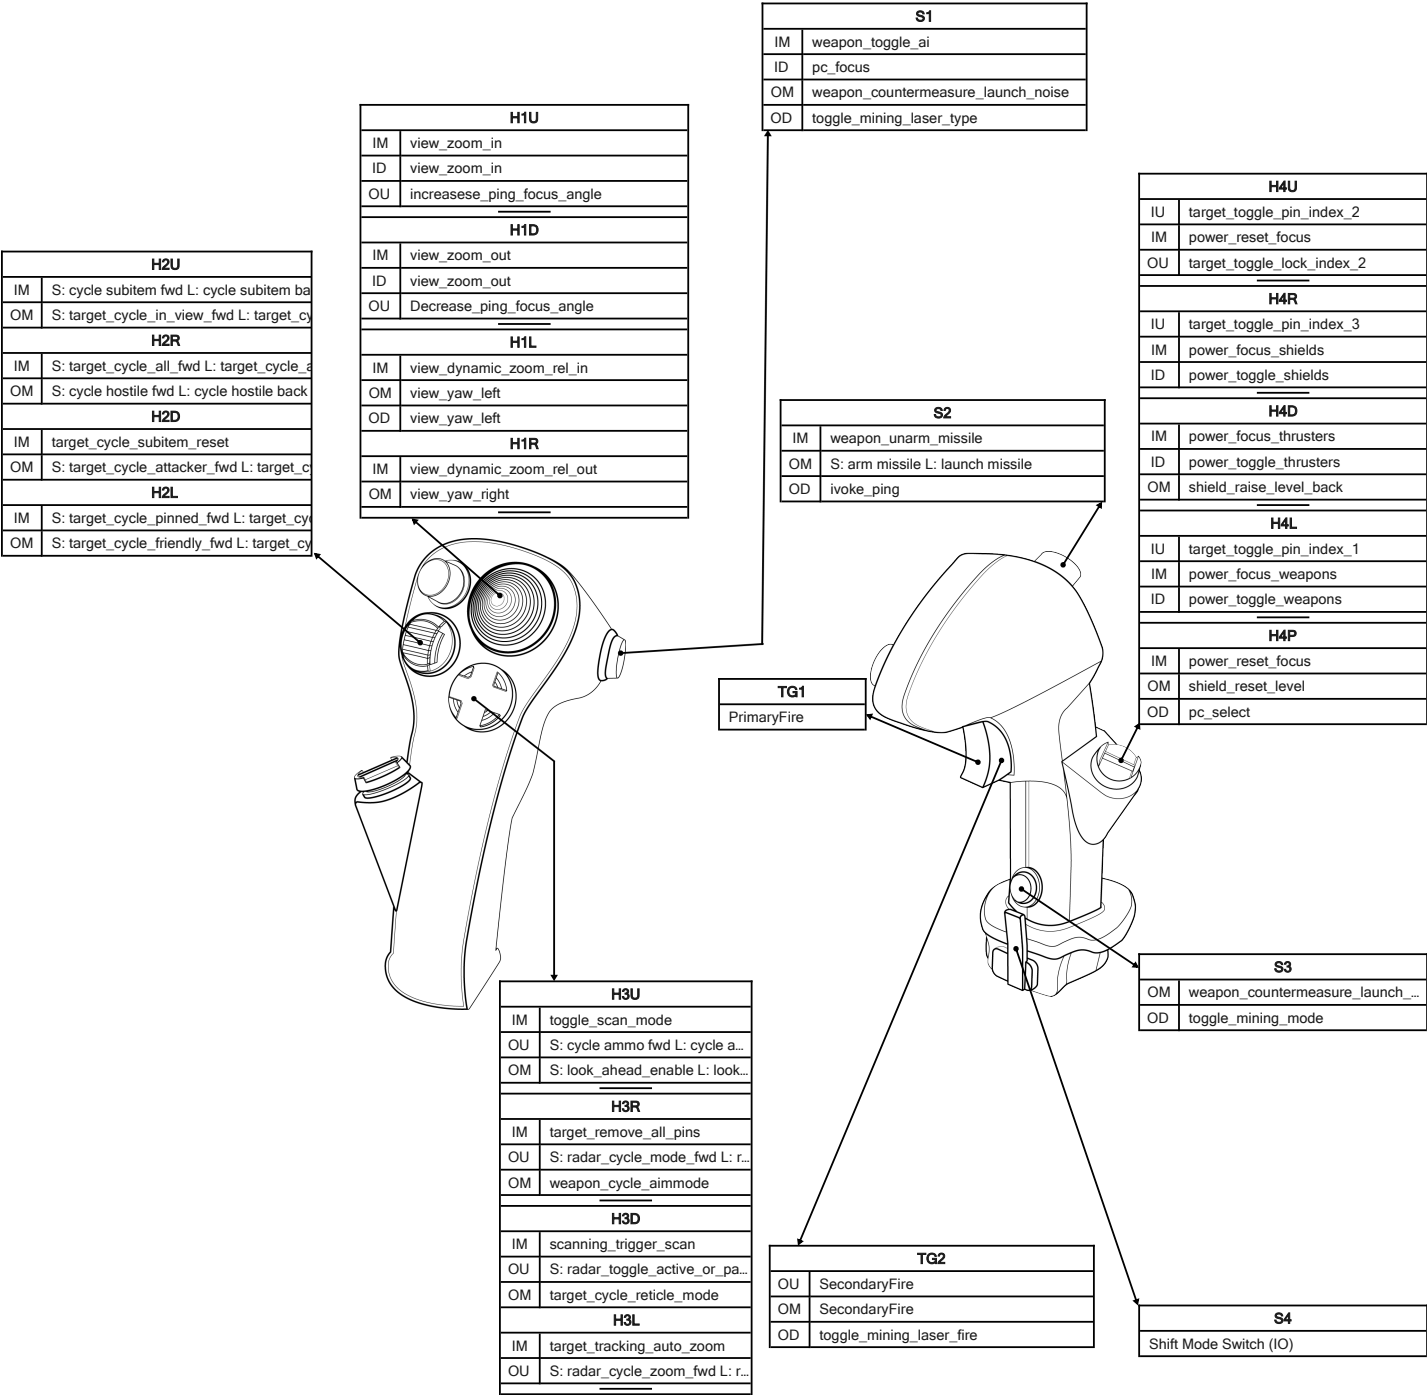 S1
IM weapon_toggle_ai
ID pc_focus
OM weapon_countermeasure_launch_noise
OD toggle_mining_laser_type
H1U
IM view_zoom_in
ID view_zoom_in
OU increasese_ping_focus_angle
H1D
IM view_zoom_out
ID view_zoom_out
OU Decrease_ping_focus_angle
H1L
IM view_dynamic_zoom_rel_in
OM view_yaw_left
OD view_yaw_left
H1R
IM view_dynamic_zoom_rel_out
OM view_yaw_right
H4U
IU target_toggle_pin_index_2
IM power_reset_focus
OU target_toggle_lock_index_2
H4R
IU target_toggle_pin_index_3
IM power_focus_shields
ID power_toggle_shields
H4D
IM power_focus_thrusters
ID power_toggle_thrusters
OM shield_raise_level_back
H4L
IU target_toggle_pin_index_1
IM power_focus_weapons
ID power_toggle_weapons
H4P
IM power_reset_focus
OM shield_reset_level
OD pc_select
H2U
IM S: cycle subitem fwd L: cycle subitem ba
OM S: target_cycle_in_view_fwd L: target_cy
H2R
IM S: target_cycle_all_fwd L: target_cycle_a
OM S: cycle hostile fwd L: cycle hostile back
H2D
IM target_cycle_subitem_reset
OM S: target_cycle_attacker_fwd L: target_cy
H2L
IM S: target_cycle_pinned_fwd L: target_cyc
OM S: target_cycle_friendly_fwd L: target_cy
S2
IM weapon_unarm_missile
OM S: arm missile L: launch missile
OD ivoke_ping
TG1
PrimaryFire
H3U
IM toggle_scan_mode
OU S: cycle ammo fwd L: cycle a...
OM S: look_ahead_enable L: look...
H3R
IM target_remove_all_pins
OU S: radar_cycle_mode_fwd L: r...
OM weapon_cycle_aimmode
H3D
IM scanning_trigger_scan
OU S: radar_toggle_active_or_pa...
OM target_cycle_reticle_mode
H3L
IM target_tracking_auto_zoom
OU S: radar_cycle_zoom_fwd L: r...
S3
OM weapon_countermeasure_launch_...
OD toggle_mining_mode
TG2
OU SecondaryFire
OM SecondaryFire
OD toggle_mining_laser_fire
S4
Shift Mode Switch (IO)